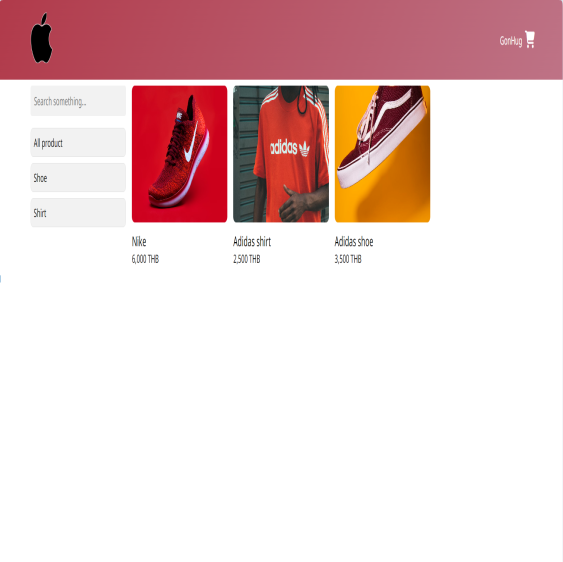 GonHug
Search something...
All product
Shoe
Shirt
adidas
Nike
6,000 THB
Adidas shirt
2,500 THB
Adidas shoe
3,500 THB